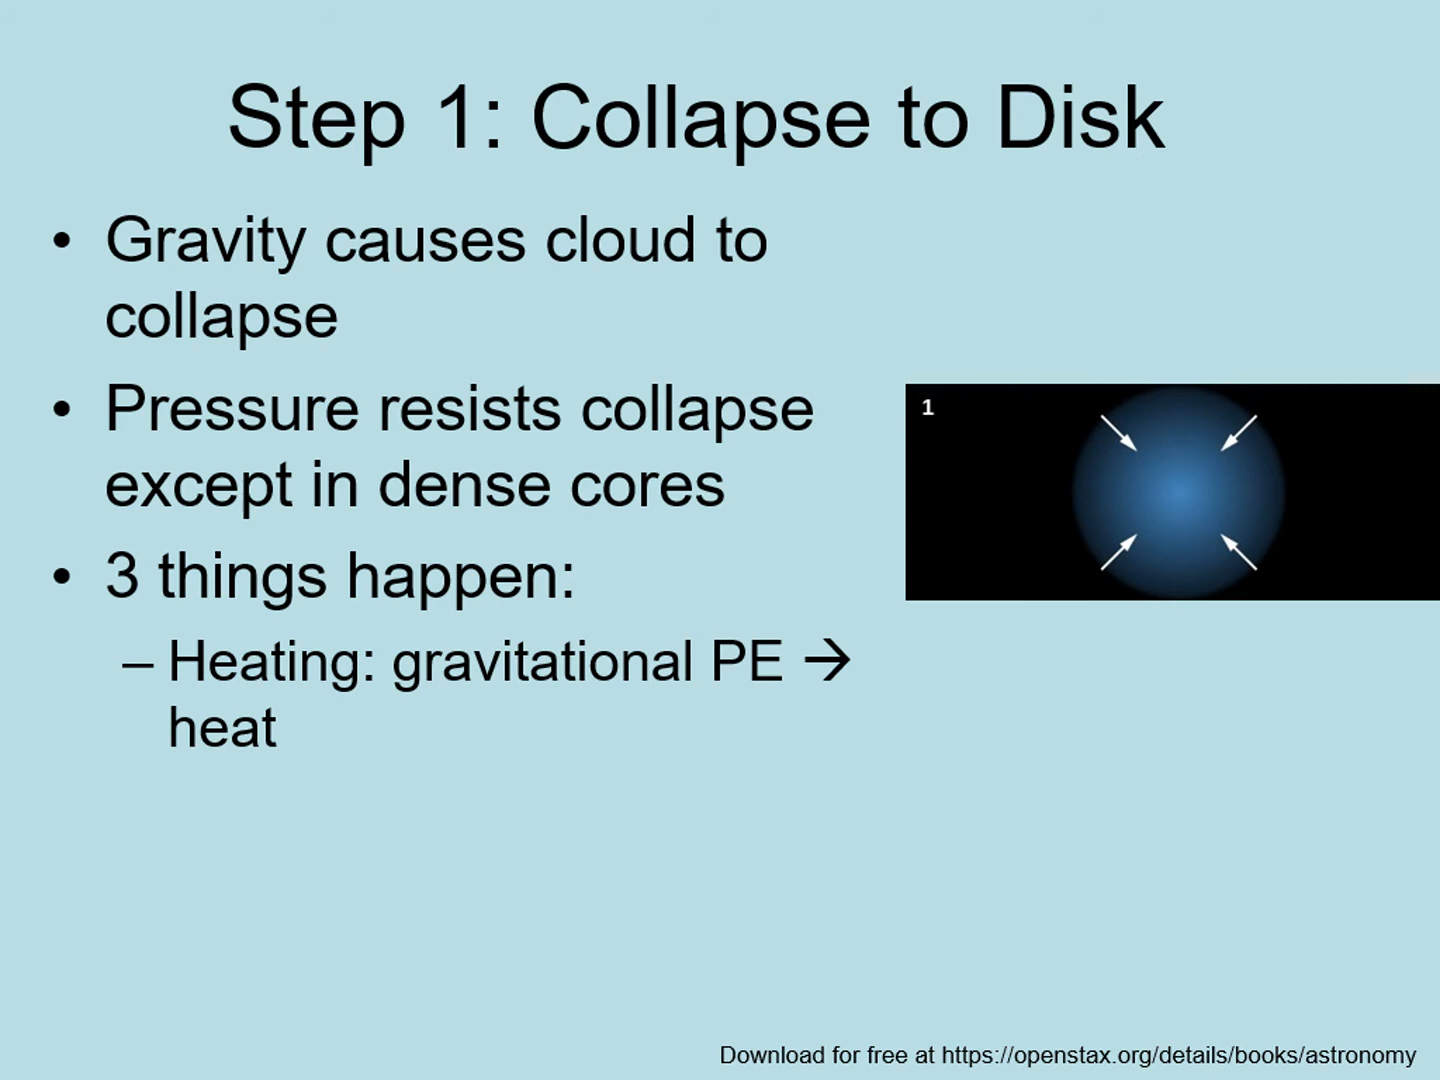 Step 1: Collapse to Disk
• Gravity causes cloud to
collapse
• Pressure resists collapse
except in dense cores
• 3 things happen:
– Heating: gravitational PE →
heat
1
Download for free at https://openstax.org/details/books/astronomy